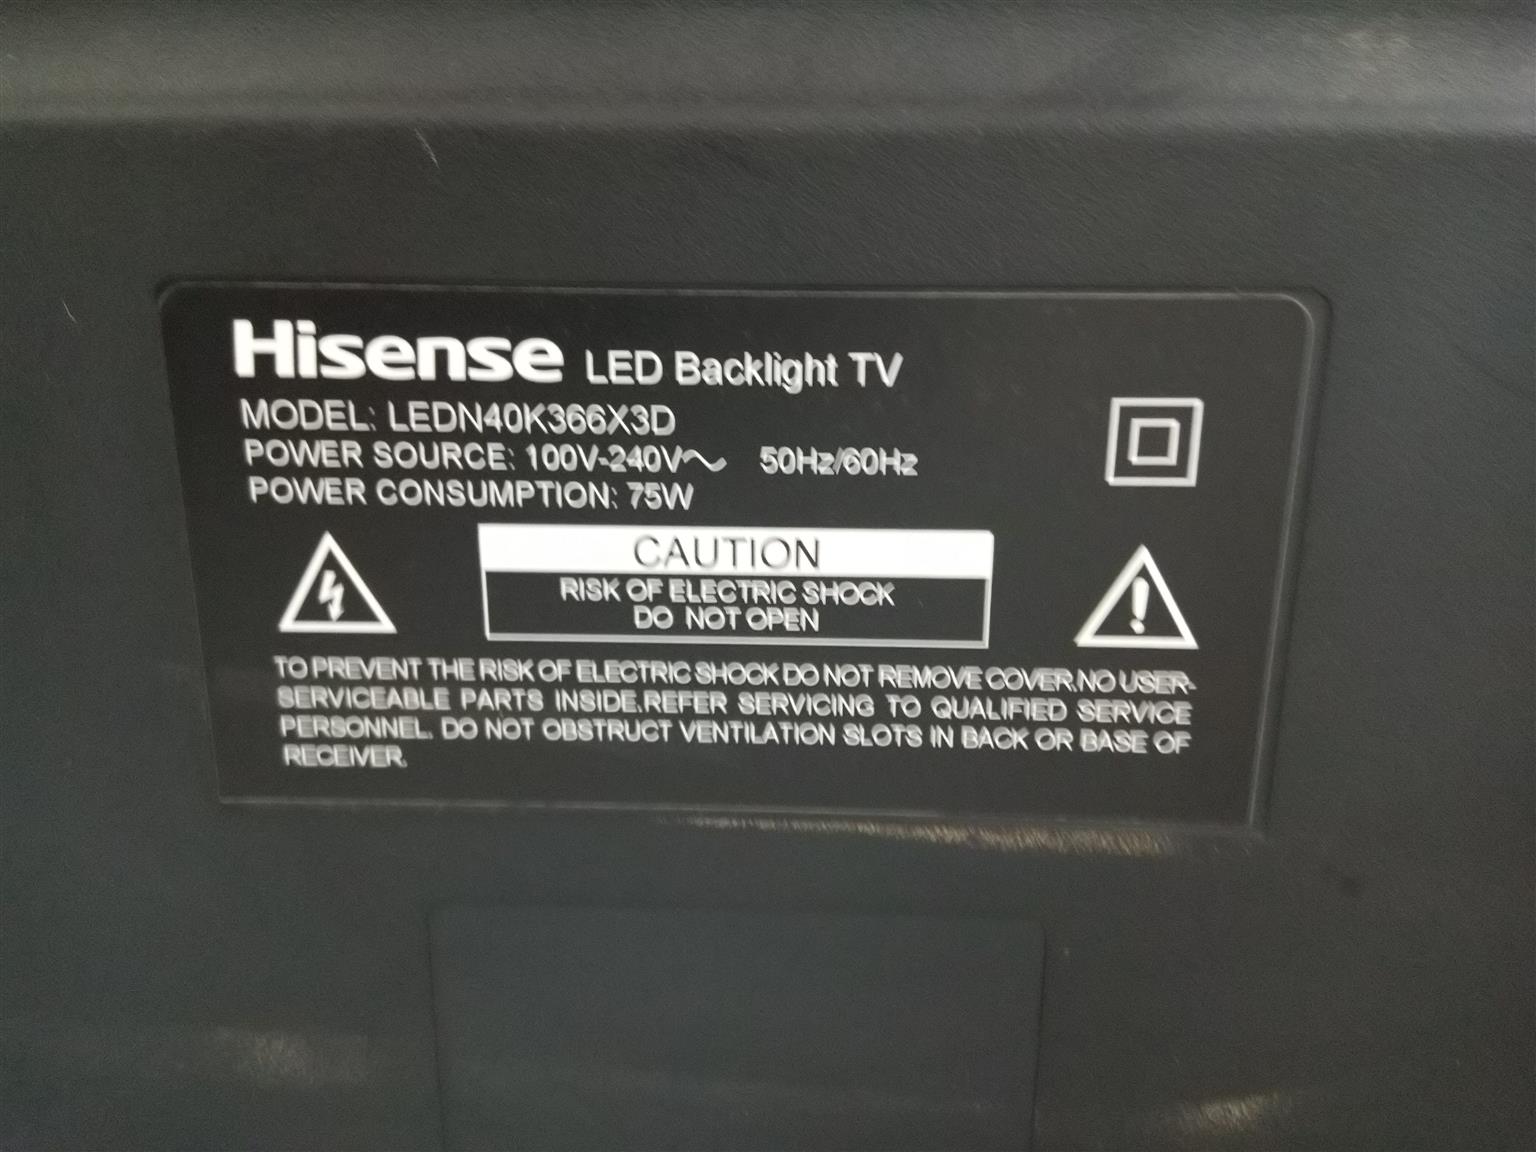 Hisense LED Backlight TV
MODEL: LEDN40K366X3D
POWER SOURCE: 100V-240V～ 50Hz/60Hz
POWER CONSUMPTION: 75W
CAUTION
RISK OF ELECTRIC SHOCK
DO NOT OPEN
TO PREVENT THE RISK OF ELECTRIC SHOCK DO NOT REMOVE COVER.NO USER-
SERVICEABLE PARTS INSIDE.REFER SERVICING TO QUALIFIED SERVICE
PERSONNEL. DO NOT OBSTRUCT VENTILATION SLOTS IN BACK OR BASE OF
RECEIVER.